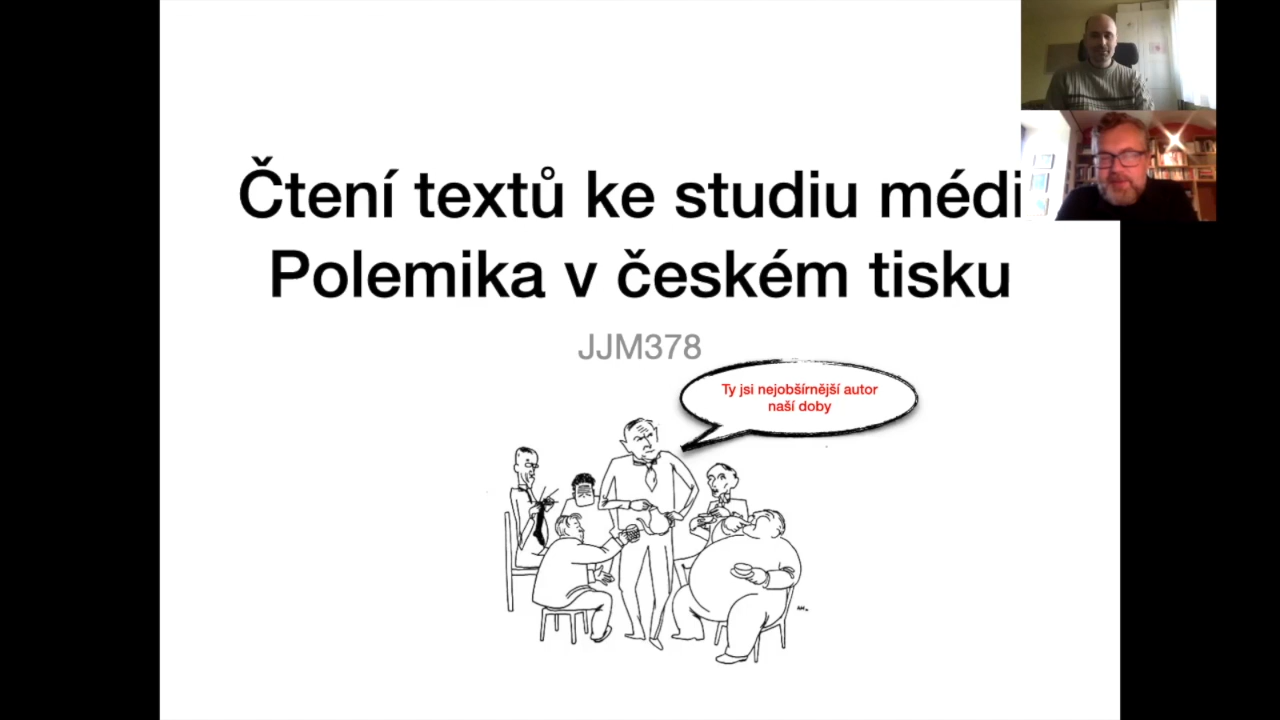 Čtení textů ke studiu médi
Polemika v českém tisku
JJM378
Ty jsi nejobšírnější autor
naší doby